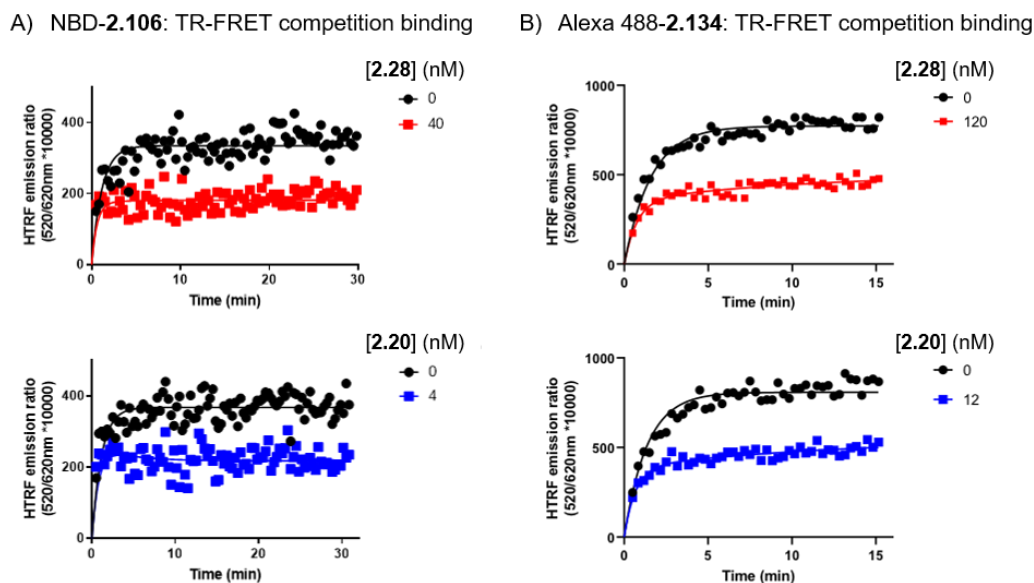 A) NBD-2.106: TR-FRET competition binding
[2.28] (nM)
0
40
HTRF emission ratio
(520/620nm *10000)
400
200
0
0 10 20 30
Time (min)
[2.20] (nM)
0
4
HTRF emission ratio
(520/620nm *10000)
400
200
0
0 10 20 30
Time (min)
B) Alexa 488-2.134: TR-FRET competition binding
[2.28] (nM)
0
120
HTRF emission ratio
(520/620nm *10000)
1000
500
0
0 5 10 15
Time (min)
[2.20] (nM)
0
12
HTRF emission ratio
(520/620nm *10000)
1000
500
0
0 5 10 15
Time (min)